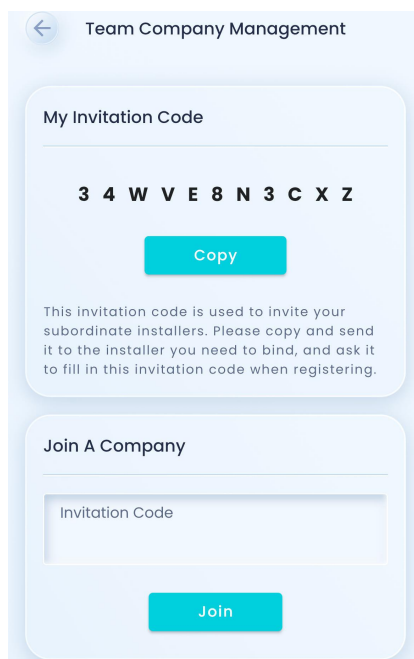 Team Company Management
My Invitation Code
3 4 W V E 8 N 3 C X Z
Copy
This invitation code is used to invite your
subordinate installers. Please copy and send
it to the installer you need to bind, and ask it
to fill in this invitation code when registering.
Join A Company
Invitation Code
Join